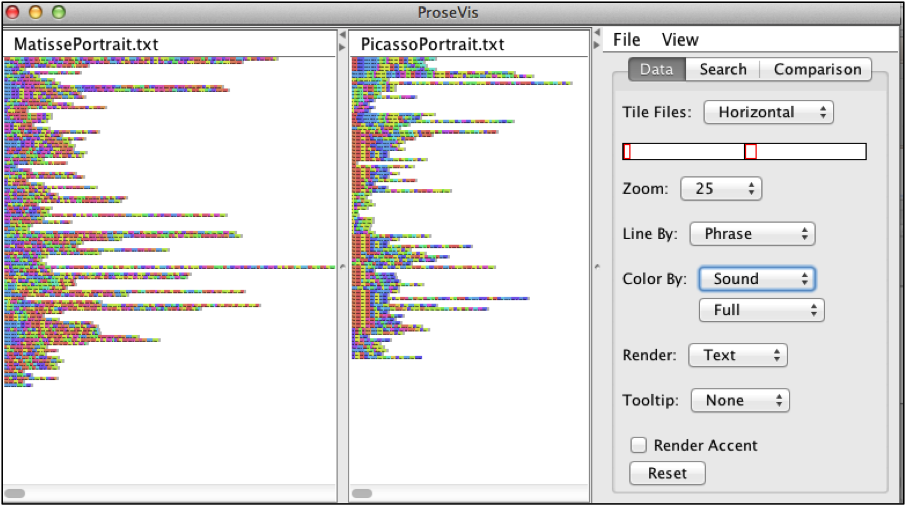 ProseVis
MatissePortrait.txt
PicassoPortrait.txt
File View
Data Search Comparison
Tile Files: Horizontal
Zoom: 25
Line By: Phrase
Color By: Sound
Full
Render: Text
Tooltip: None
Render Accent
Reset